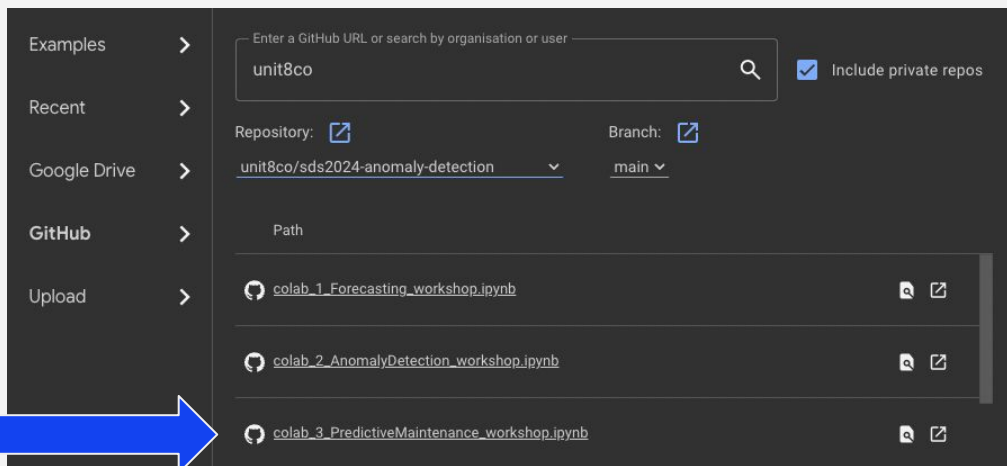 Examples
Recent
Google Drive
GitHub
Upload
Enter a GitHub URL or search by organisation or user
unit8co
Include private repos
Repository:
Branch:
unit8co/sds2024-anomaly-detection
main
Path
colab_1_Forecasting_workshop.ipynb
colab_2_AnomalyDetection_workshop.ipynb
colab_3_PredictiveMaintenance_workshop.ipynb